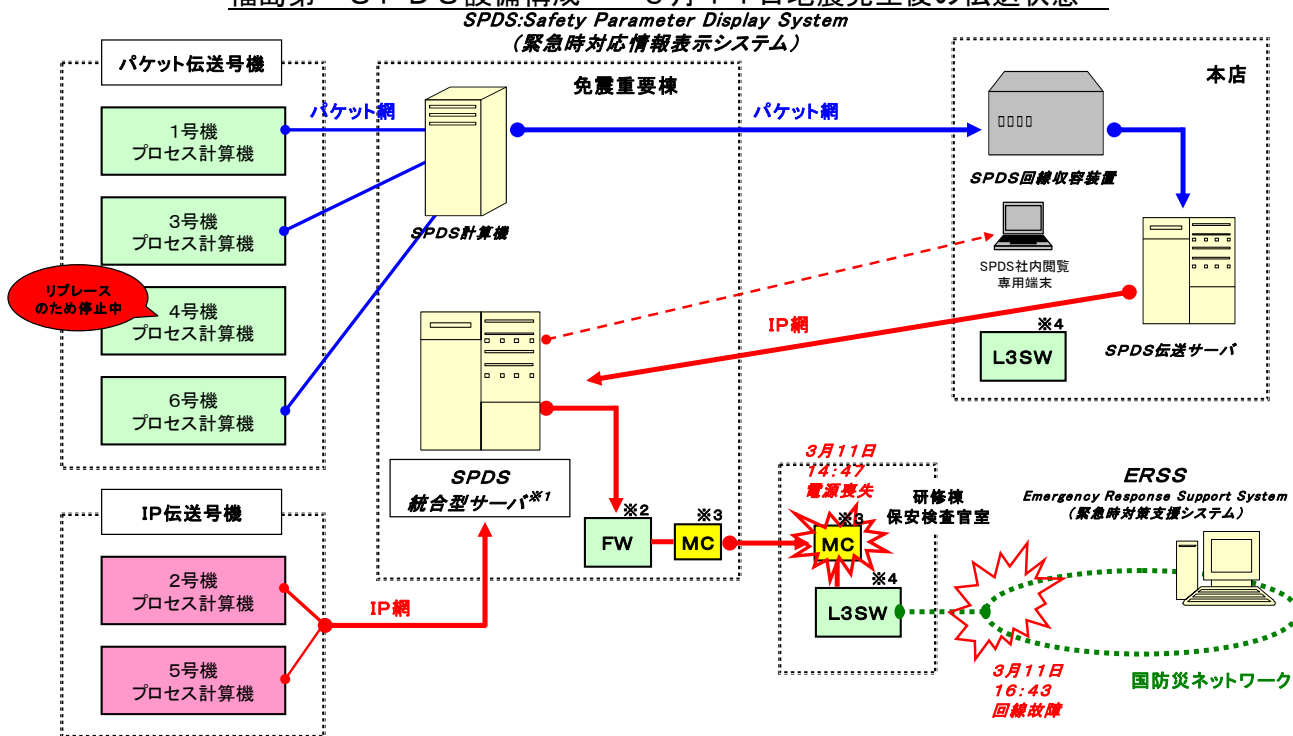 SPDS:Safety Parameter Display System
(緊急時対応情報表示システム)
パケット伝送号機
1号機
プロセス計算機
3号機
プロセス計算機
リプレース
のため停止中
4号機
プロセス計算機
6号機
プロセス計算機
パケット網
免震重要棟
SPDS計算機
パケット網
本店
SPDS回線収容装置
SPDS社内閲覧
専用端末
IP網
※4
L3SW
SPDS伝送サーバ
SPDS
統合型サーバ※1
※2
FW
※3
MC
3月11日
14:47
電源喪失
研修棟
保安検査官室
※3
MC
※4
L3SW
ERSS
Emergency Response Support System
(緊急時対策支援システム)
3月11日
16:43
回線故障
国防災ネットワーク
IP伝送号機
2号機
プロセス計算機
5号機
プロセス計算機
IP網